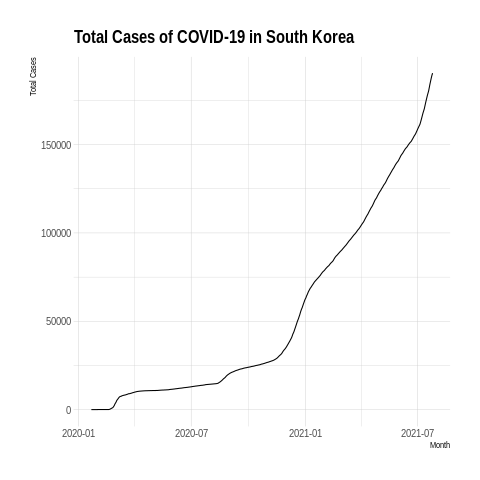 Total Cases of COVID-19 in South Korea
Total Cases
150000
100000
50000
0
2020-01 2020-07 2021-01 2021-07
Month